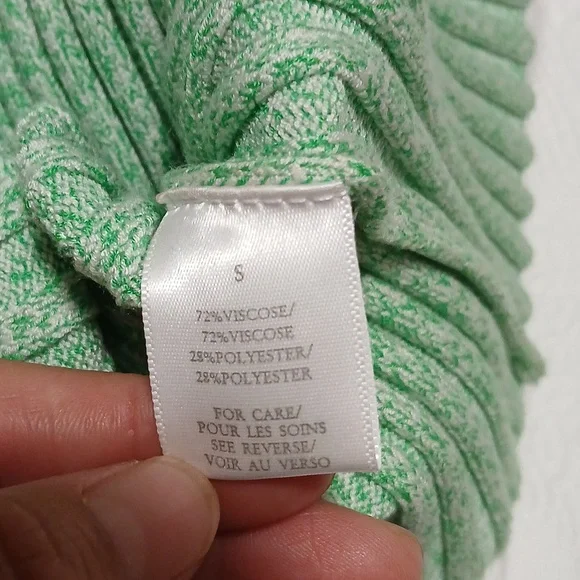 S
72%VISCOSE/
72%VISCOSE
28%POLYESTER/
28%POLYESTER
FOR CARE/
POUR LES SOINS
SEE REVERSE/
VOIR AU VERSO